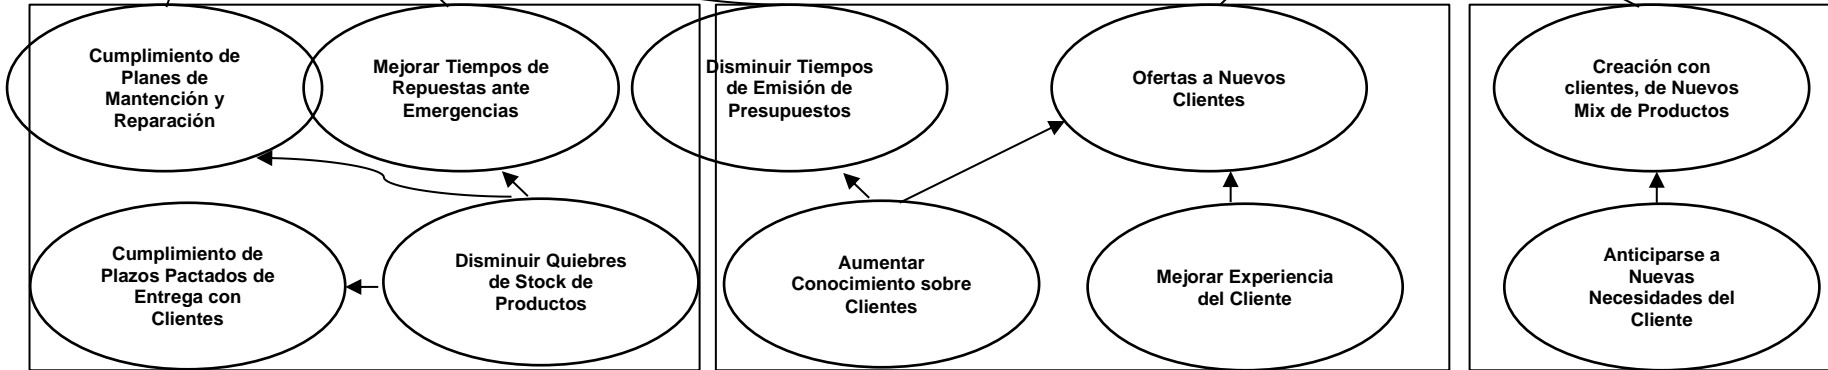 Cumplimiento de
Planes de
Mantención y
Reparación
Mejorar Tiempos de
Repuestas ante
Emergencias
Disminuir Tiempos
de Emisión de
Presupuestos
Ofertas a Nuevos
Clientes
Creación con
clientes, de Nuevos
Mix de Productos
Cumplimiento de
Plazos Pactados de
Entrega con
Clientes
Disminuir Quiebres
de Stock de
Productos
Aumentar
Conocimiento sobre
Clientes
Mejorar Experiencia
del Cliente
Anticiparse a
Nuevas
Necesidades del
Cliente